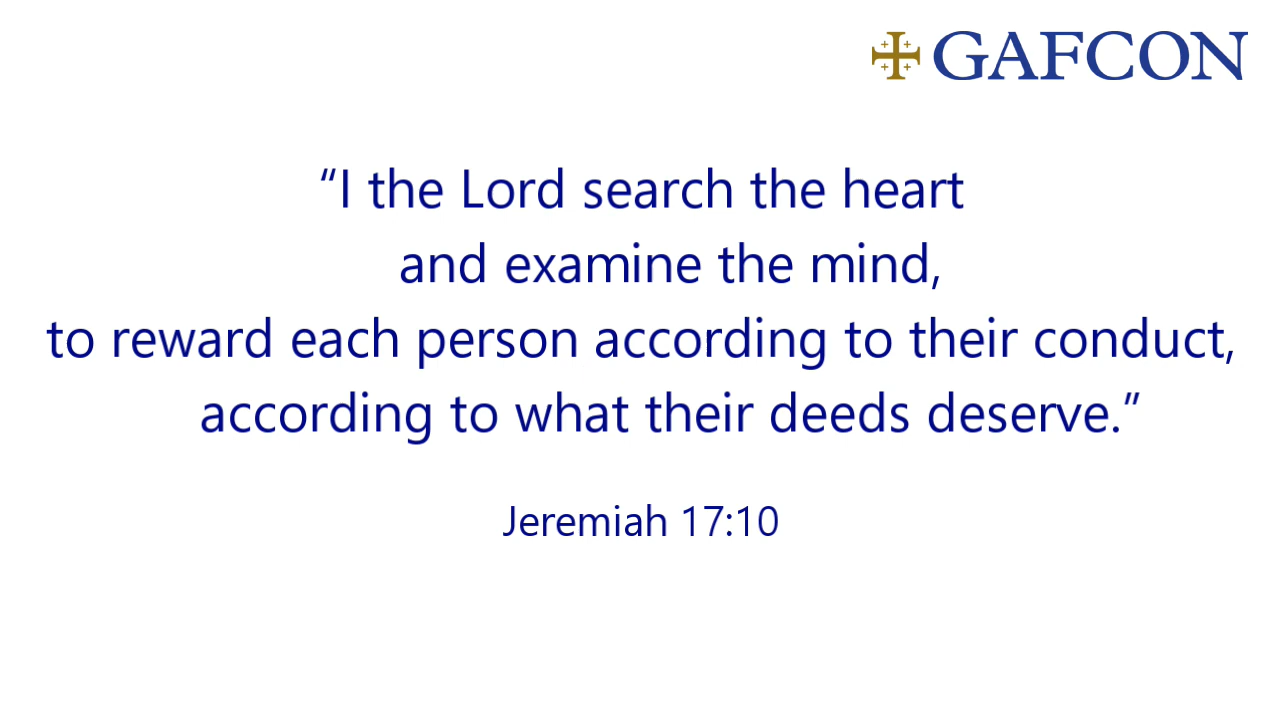 GAFCON
“I the Lord search the heart
and examine the mind,
to reward each person according to their conduct,
according to what their deeds deserve.”
Jeremiah 17:10